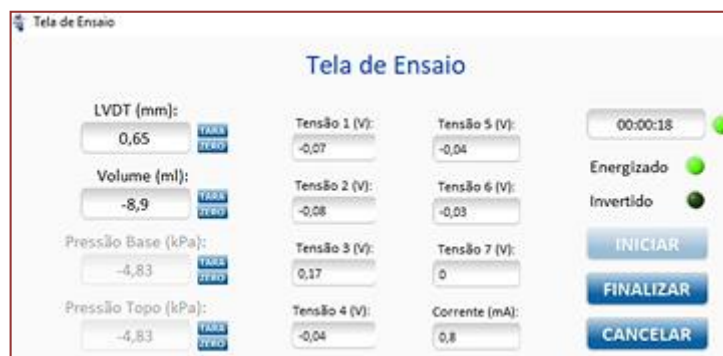 Tela de Ensaio
Tela de Ensaio
LVDT (mm):
0,65
TARA
ZERO
Volume (ml):
-8,9
TARA
ZERO
Pressão Base (kPa):
-4,83
TARA
ZERO
Pressão Topo (kPa):
-4,83
TARA
ZERO
Tensão 1 (V):
-0,07
Tensão 2 (V):
-0,08
Tensão 3 (V):
0,17
Tensão 4 (V):
-0,04
Tensão 5 (V):
-0,04
Tensão 6 (V):
-0,03
Tensão 7 (V):
0
Corrente (mA):
0,8
00:00:18
Energizado
Invertido
INICIAR
FINALIZAR
CANCELAR